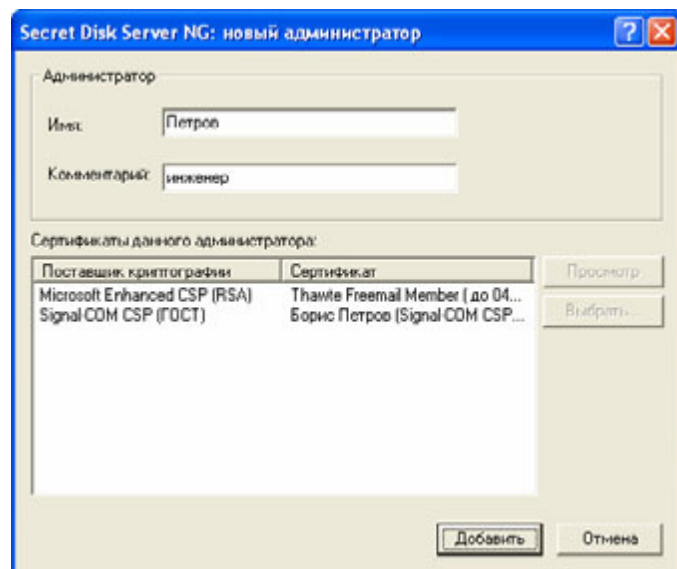 Secret Disk Server NG: новый администратор
Администратор
Имя: Петров
Комментарий: инженер
Сертификаты данного администратора:
Поставщик криптографии Сертификат
Microsoft Enhanced CSP (RSA) Thawte Freemail Member ( до 04...
Signal-COM CSP (ГОСТ) Борис Петров (Signal-COM CSP...
Просмотр
Выбрать...
Добавить Отмена